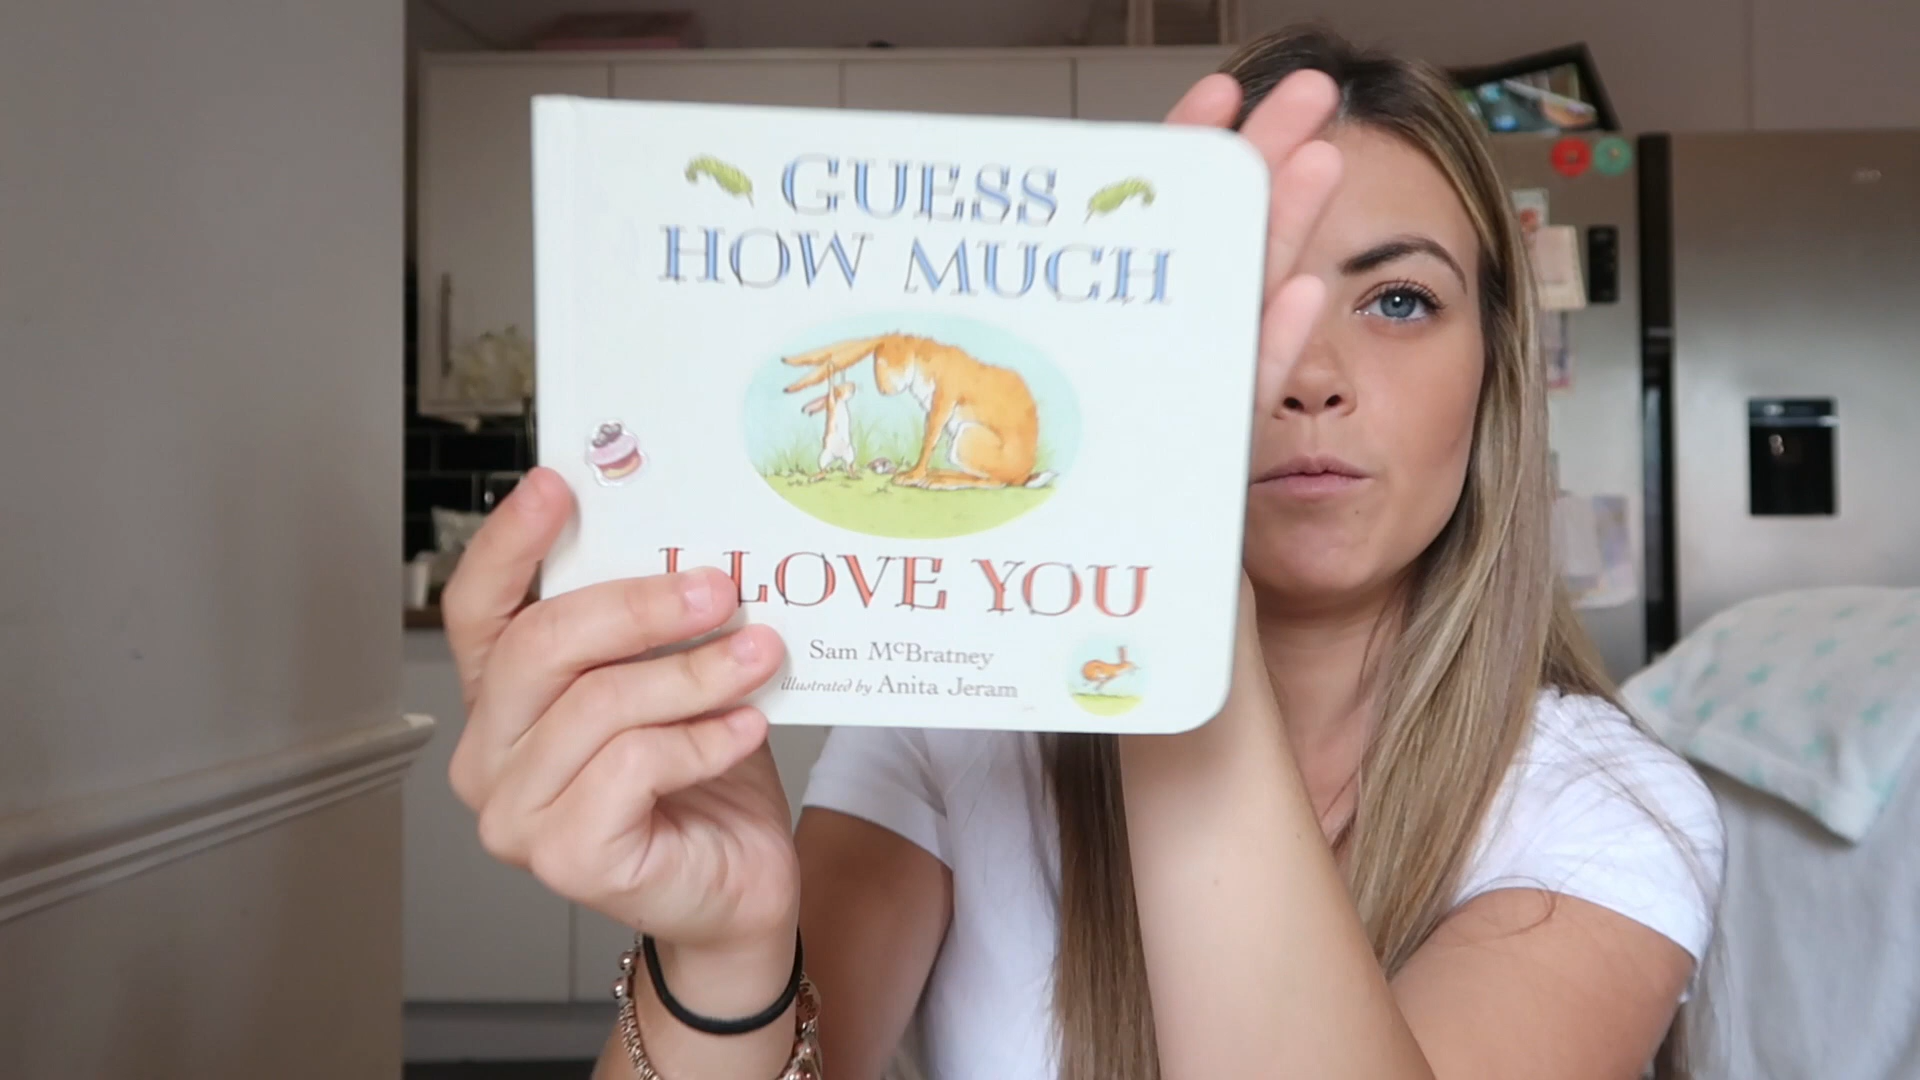 GUESS
HOW MUCH
I LOVE YOU
Sam McBratney
illustrated by Anita Jeram